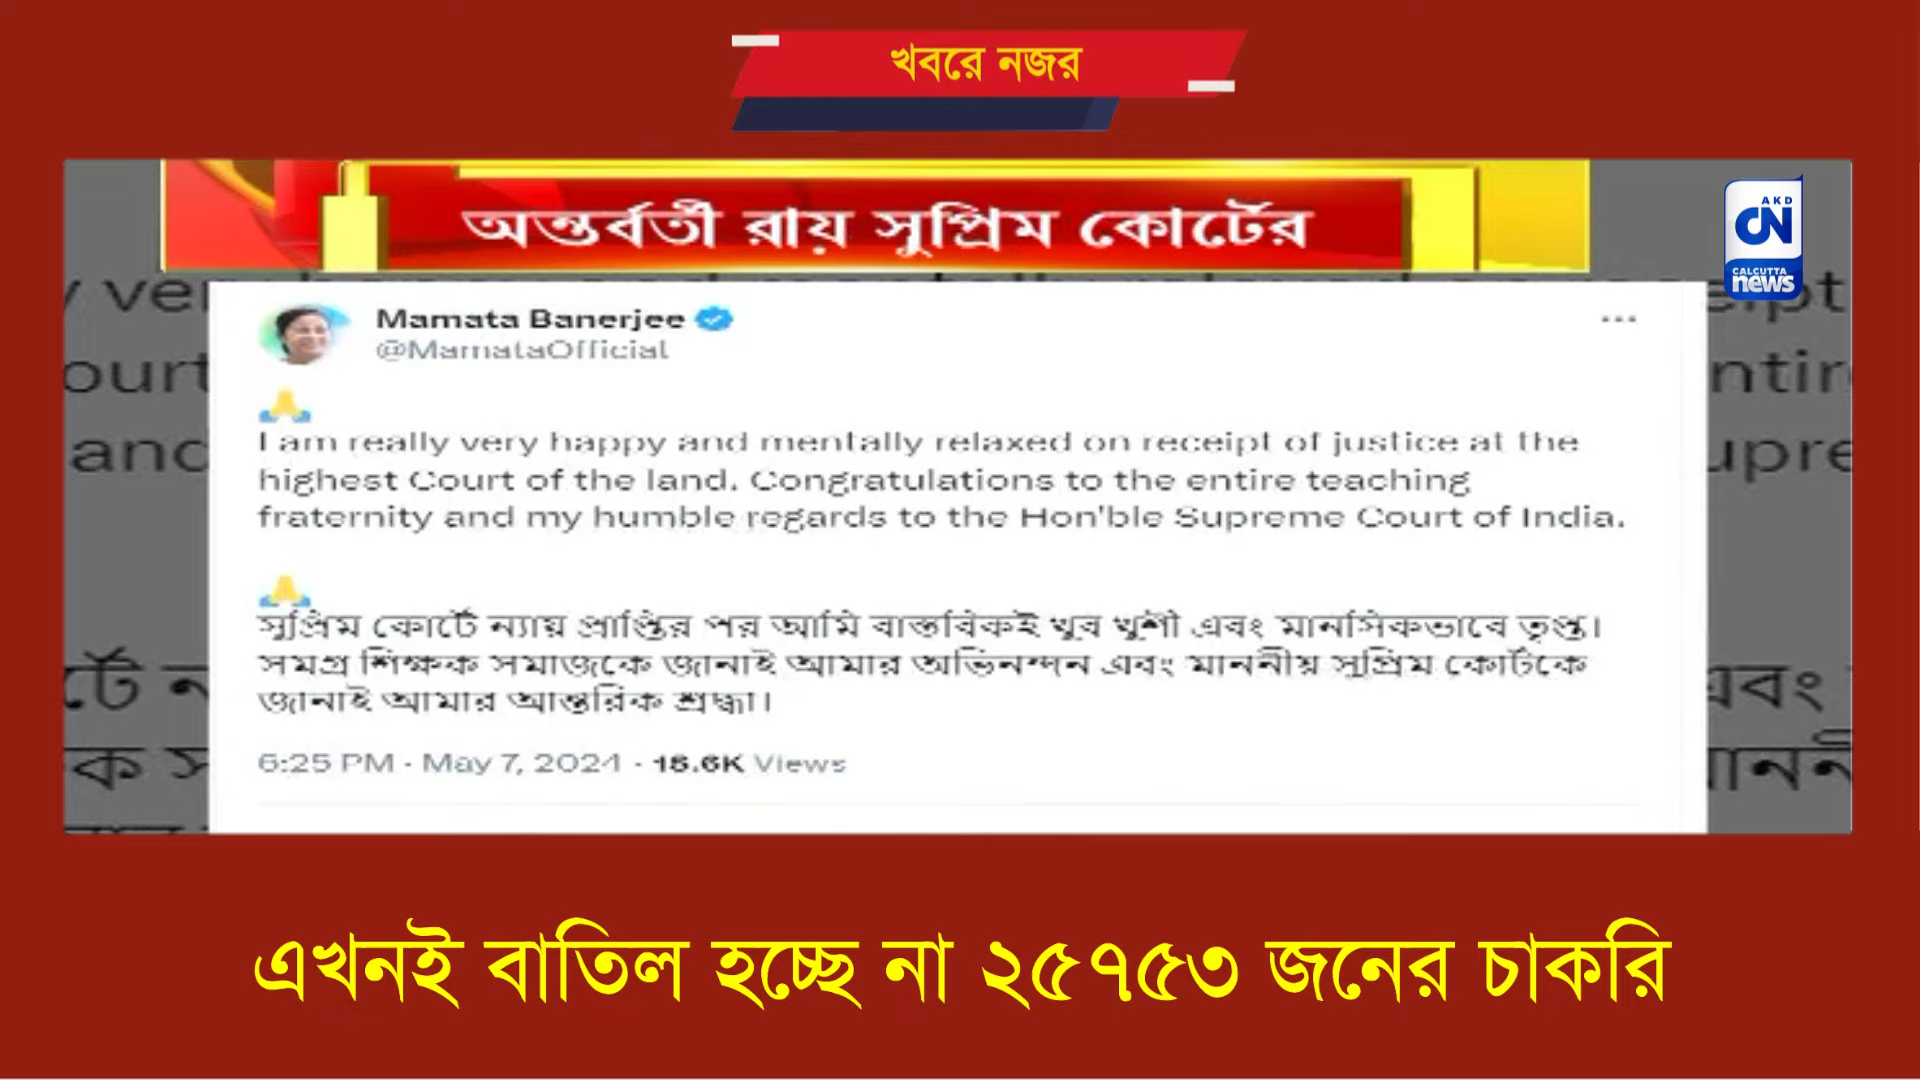 খবরে নজর
অন্তর্বর্তী রায় সুপ্রিম কোর্টের
AKD
CN
CALCUTTA
news
Mamata Banerjee
@MamataOfficial
I am really very happy and mentally relaxed on receipt of justice at the
highest Court of the land. Congratulations to the entire teaching
fraternity and my humble regards to the Hon'ble Supreme Court of India.
সুপ্রিম কোর্টে ন্যায় প্রাপ্তির পর আমি বাস্তবিকই খুব খুশী এবং মানসিকভাবে তৃপ্ত।
সমগ্র শিক্ষক সমাজকে জানাই আমার অভিনন্দন এবং মাননীয় সুপ্রিম কোর্টকে
জানাই আমার আন্তরিক শ্রদ্ধা।
6:25 PM · May 7, 2024 · 18.6K Views
এখনই বাতিল হচ্ছে না ২৫৭৫৩ জনের চাকরি